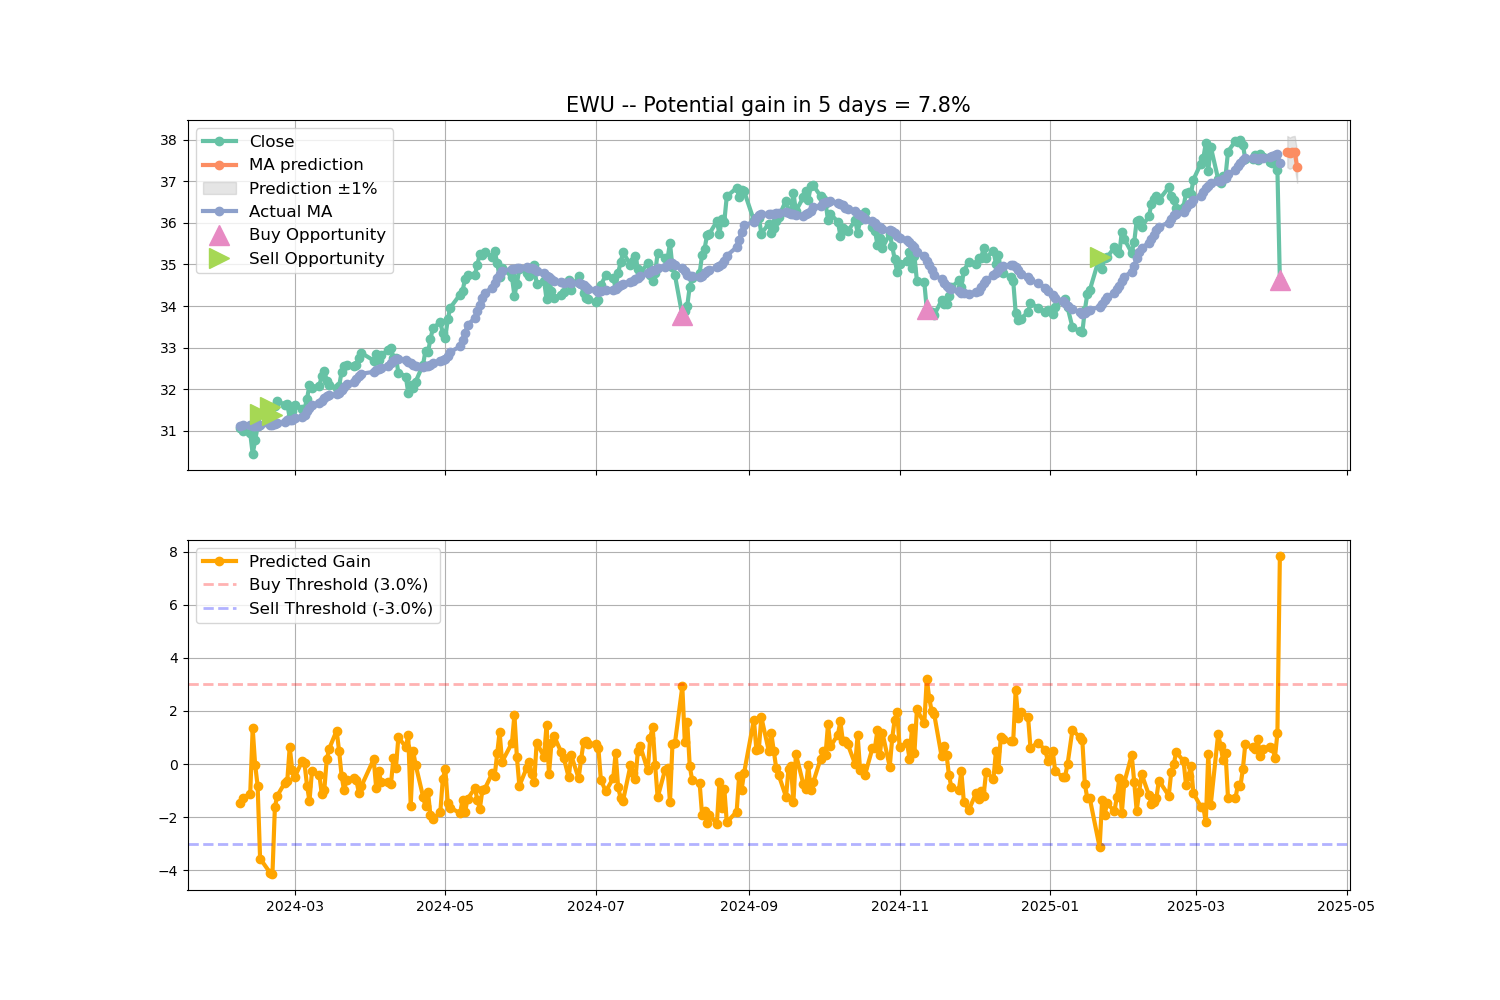 EWU -- Potential gain in 5 days = 7.8%
38
37
36
35
34
33
32
31
Close
MA prediction
Prediction ±1%
Actual MA
Buy Opportunity
Sell Opportunity
8
6
4
2
0
−2
−4
Predicted Gain
Buy Threshold (3.0%)
Sell Threshold (-3.0%)
2024-03
2024-05
2024-07
2024-09
2024-11
2025-01
2025-03
2025-05